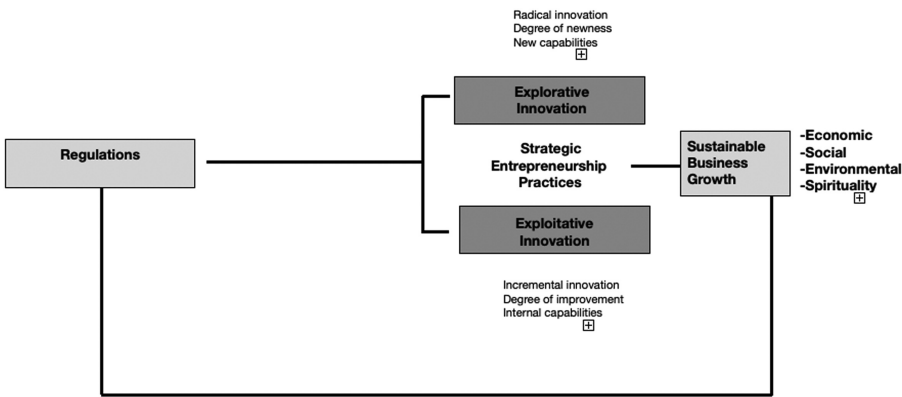 Radical innovation
Degree of newness
New capabilities
Explorative
Innovation
Regulations
Strategic
Entrepreneurship
Practices
Sustainable
Business
Growth
-Economic
-Social
-Environmental
-Spirituality
Exploitative
Innovation
Incremental innovation
Degree of improvement
Internal capabilities